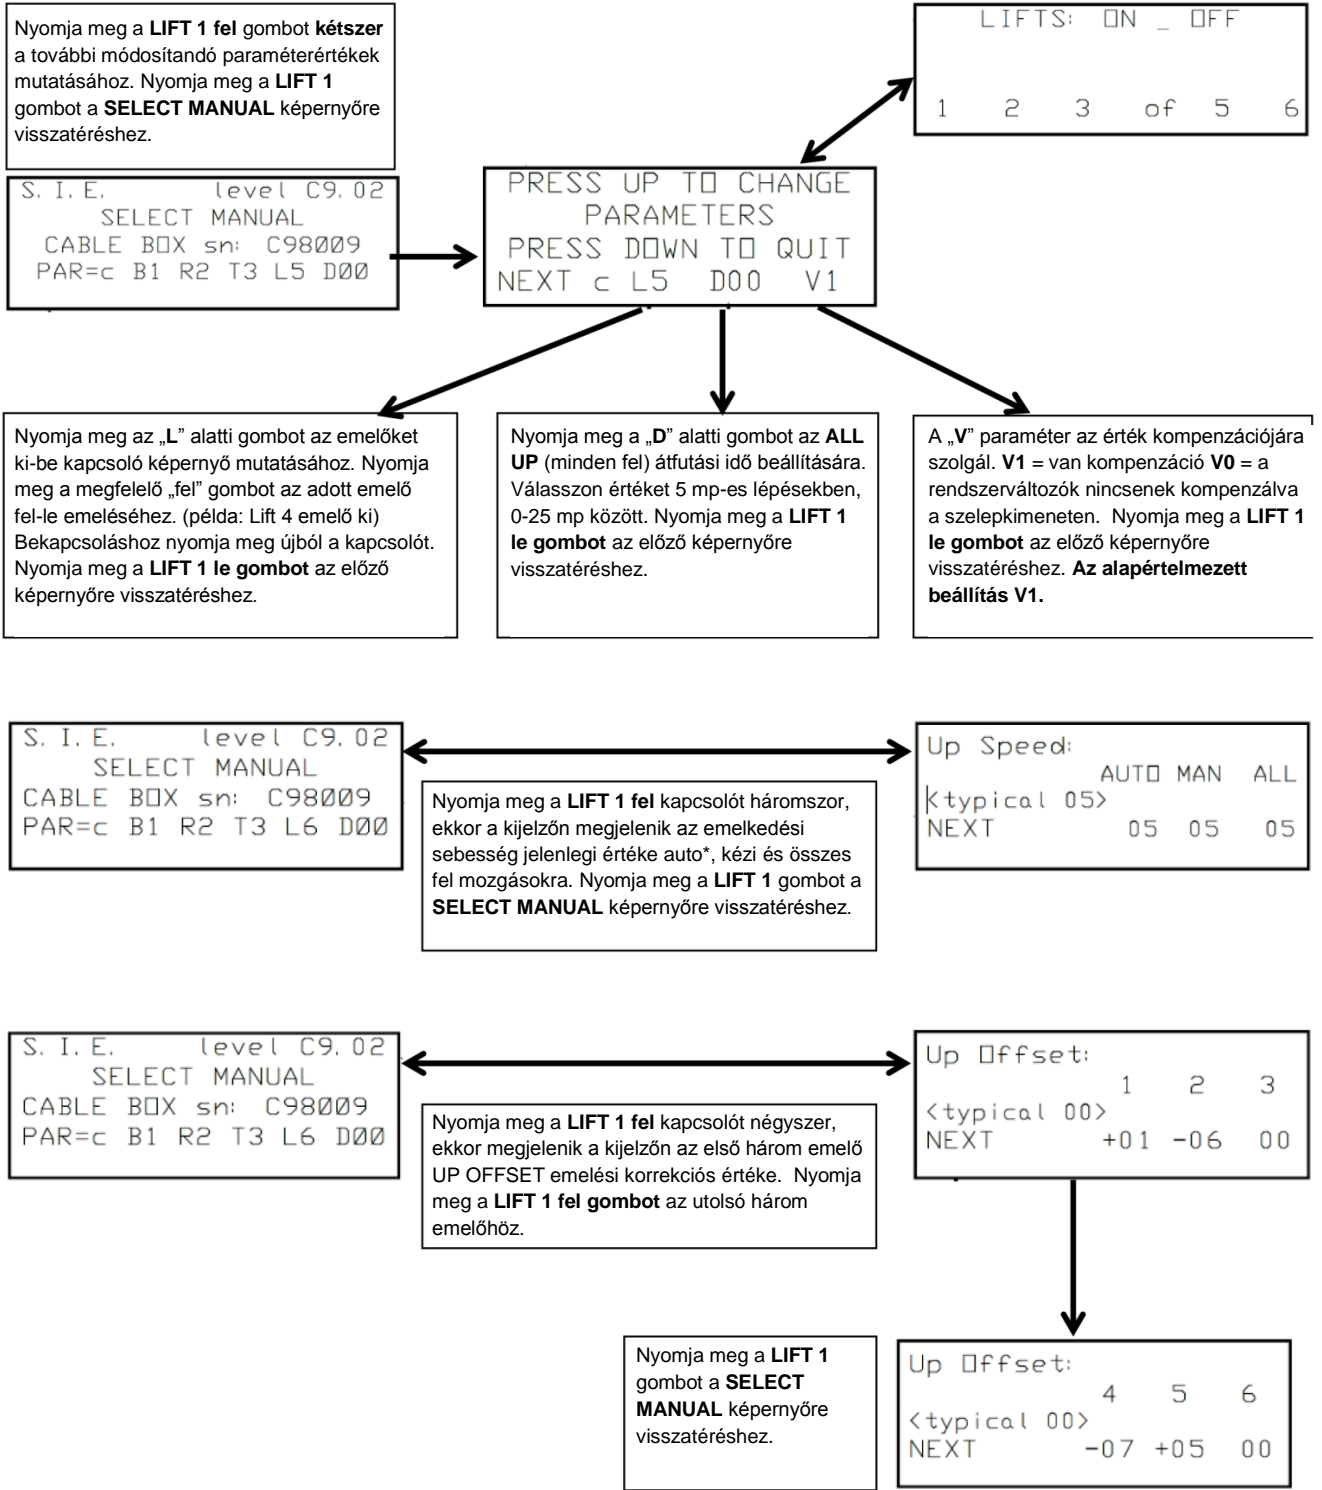 Nyomja meg a LIFT 1 fel gombot kétszer
a további módosítandó paraméterértékek
mutatásához. Nyomja meg a LIFT 1
gombot a SELECT MANUAL képernyőre
visszatéréshez.
LIFTS: ON _ OFF
1 2 3 of 5 6
S. I. E. level C9.02
SELECT MANUAL
CABLE BOX sn: C98009
PAR=c B1 R2 T3 L5 D00
PRESS UP TO CHANGE
PARAMETERS
PRESS DOWN TO QUIT
NEXT c L5 D00 V1
Nyomja meg az „L” alatti gombot az emelőket
ki-be kapcsoló képernyő mutatásához. Nyomja
meg a megfelelő „fel” gombot az adott emelő
fel-le emeléséhez. (példa: Lift 4 emelő ki)
Bekapcsoláshoz nyomja meg újból a kapcsolót.
Nyomja meg a LIFT 1 le gombot az előző
képernyőre visszatéréshez.
Nyomja meg a „D” alatti gombot az ALL
UP (minden fel) átfutási idő beállítására.
Válasszon értéket 5 mp-es lépésekben,
0-25 mp között. Nyomja meg a LIFT 1
le gombot az előző képernyőre
visszatéréshez.
A „V” paraméter az érték kompenzációjára
szolgál. V1 = van kompenzáció V0 = a
rendszerváltozók nincsenek kompenzálva
a szelepkimeneten. Nyomja meg a LIFT 1
le gombot az előző képernyőre
visszatéréshez. Az alapértelmezett
beállítás V1.
S. I. E. level C9.02
SELECT MANUAL
CABLE BOX sn: C98009
PAR=c B1 R2 T3 L6 D00
Nyomja meg a LIFT 1 fel kapcsolót háromszor,
ekkor a kijelzőn megjelenik az emelkedési
sebesség jelenlegi értéke auto*, kézi és összes
fel mozgásokra. Nyomja meg a LIFT 1 gombot a
SELECT MANUAL képernyőre visszatéréshez.
Up Speed:
AUTO MAN ALL
<typical 05>
NEXT 05 05 05
S. I. E. level C9.02
SELECT MANUAL
CABLE BOX sn: C98009
PAR=c B1 R2 T3 L6 D00
Nyomja meg a LIFT 1 fel kapcsolót négyszer,
ekkor megjelenik a kijelzőn az első három emelő
UP OFFSET emelési korrekciós értéke. Nyomja
meg a LIFT 1 fel gombot az utolsó három
emelőhöz.
Up Offset:
1 2 3
<typical 00>
NEXT +01 -06 00
Nyomja meg a LIFT 1
gombot a SELECT
MANUAL képernyőre
visszatéréshez.
Up Offset:
4 5 6
<typical 00>
NEXT -07 +05 00